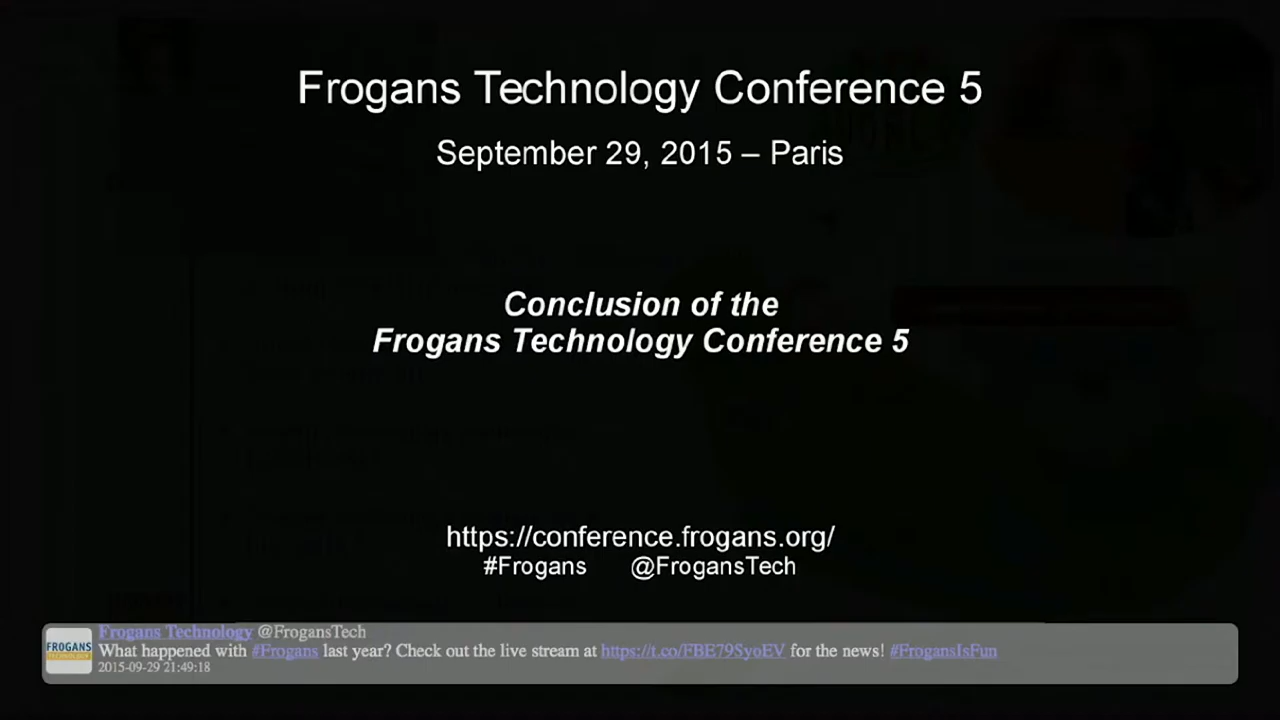 Frogans Technology Conference 5
September 29, 2015 – Paris
Conclusion of the
Frogans Technology Conference 5
https://conference.frogans.org/
#Frogans @FrogansTech
Frogans Technology @FrogansTech
FROGANS
TECHNOLOGY
What happened with #Frogans last year? Check out the live stream at https://t.co/FBE79SyoEV for the news! #FrogansIsFun
2015-09-29 21:49:18